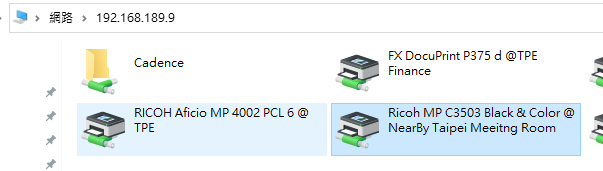 網路 › 192.168.189.9
Cadence
FX DocuPrint P375 d @TPE
Finance
RICOH Aficio MP 4002 PCL 6 @
TPE
Ricoh MP C3503 Black & Color @
NearBy Taipei Meeitng Room